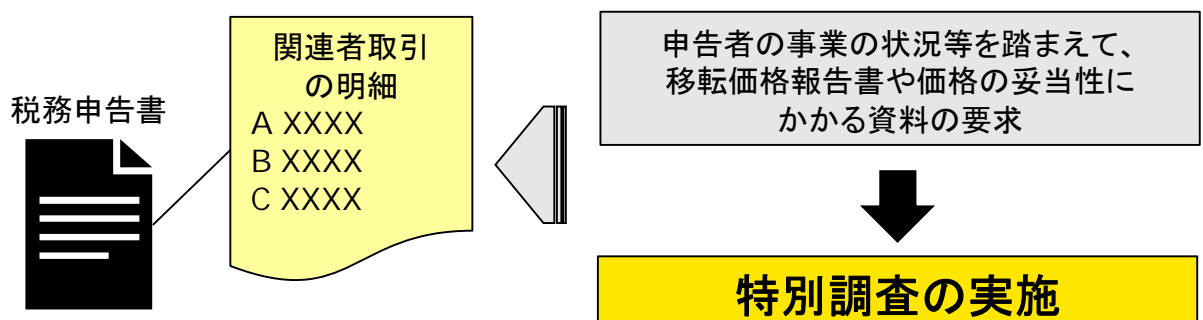 税務申告書
関連者取引
の明細
A XXXX
B XXXX
C XXXX
申告者の事業の状況等を踏まえて、
移転価格報告書や価格の妥当性に
かかる資料の要求
特別調査の実施